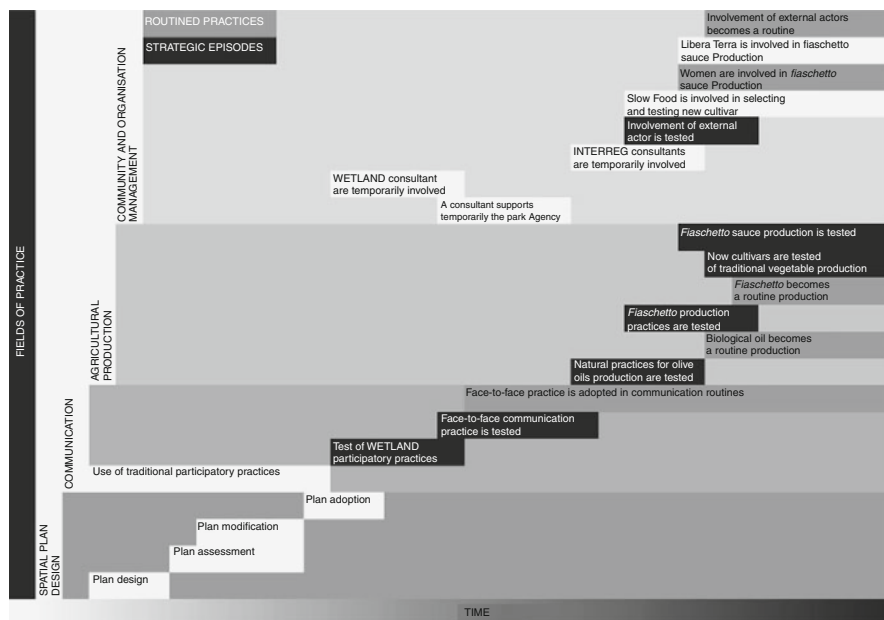 ROUTINED PRACTICES
STRATEGIC EPISODES
Involvement of external actors
becomes a routine
Libera Terra is involved in fiaschetto
sauce Production
Women are involved in fiaschetto
sauce Production
Slow Food is involved in selecting
and testing new cultivar
Involvement of external
actor is tested
INTERREG consultants
are temporarily involved
WETLAND consultant
are temporarily involved
A consultant supports
temporarily the park Agency
COMMUNITY AND ORGANISATION
MANAGEMENT
Fiaschetto sauce production is tested
Now cultivars are tested
of traditional vegetable production
Fiaschetto becomes
a routine production
Fiaschetto production
practices are tested
Biological oil becomes
a routine production
Natural practices for olive
oils production are tested
AGRICULTURAL
PRODUCTION
Face-to-face practice is adopted in communication routines
Face-to-face communication
practice is tested
Test of WETLAND
participatory practices
Use of traditional participatory practices
COMMUNICATION
Plan adoption
Plan modification
Plan assessment
Plan design
SPATIAL PLAN
DESIGN
FIELDS OF PRACTICE
TIME